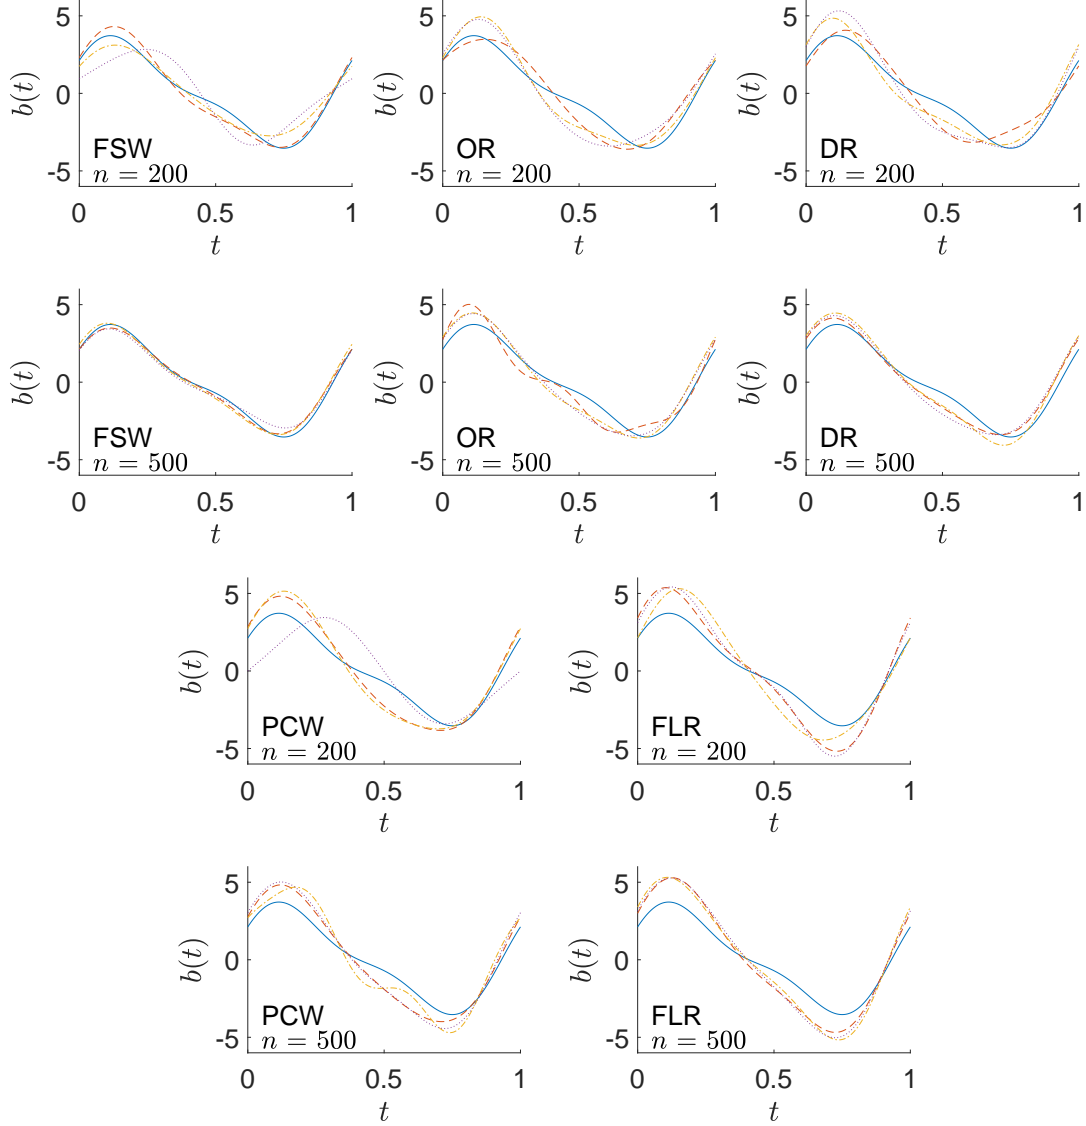 5 5 5
b(t) 0 b(t) 0 b(t) 0
FSW OR DR
-5 n = 200 -5 n = 200 -5 n = 200
0 0.5 1 0 0.5 1 0 0.5 1
t t t
5 5 5
b(t) 0 b(t) 0 b(t) 0
FSW OR DR
-5 n = 500 -5 n = 500 -5 n = 500
0 0.5 1 0 0.5 1 0 0.5 1
t t t
5 5
b(t) 0 b(t) 0
PCW FLR
-5 n = 200 -5 n = 200
0 0.5 1 0 0.5 1
t t
5 5
b(t) 0 b(t) 0
PCW FLR
-5 n = 500 -5 n = 500
0 0.5 1 0 0.5 1
t t